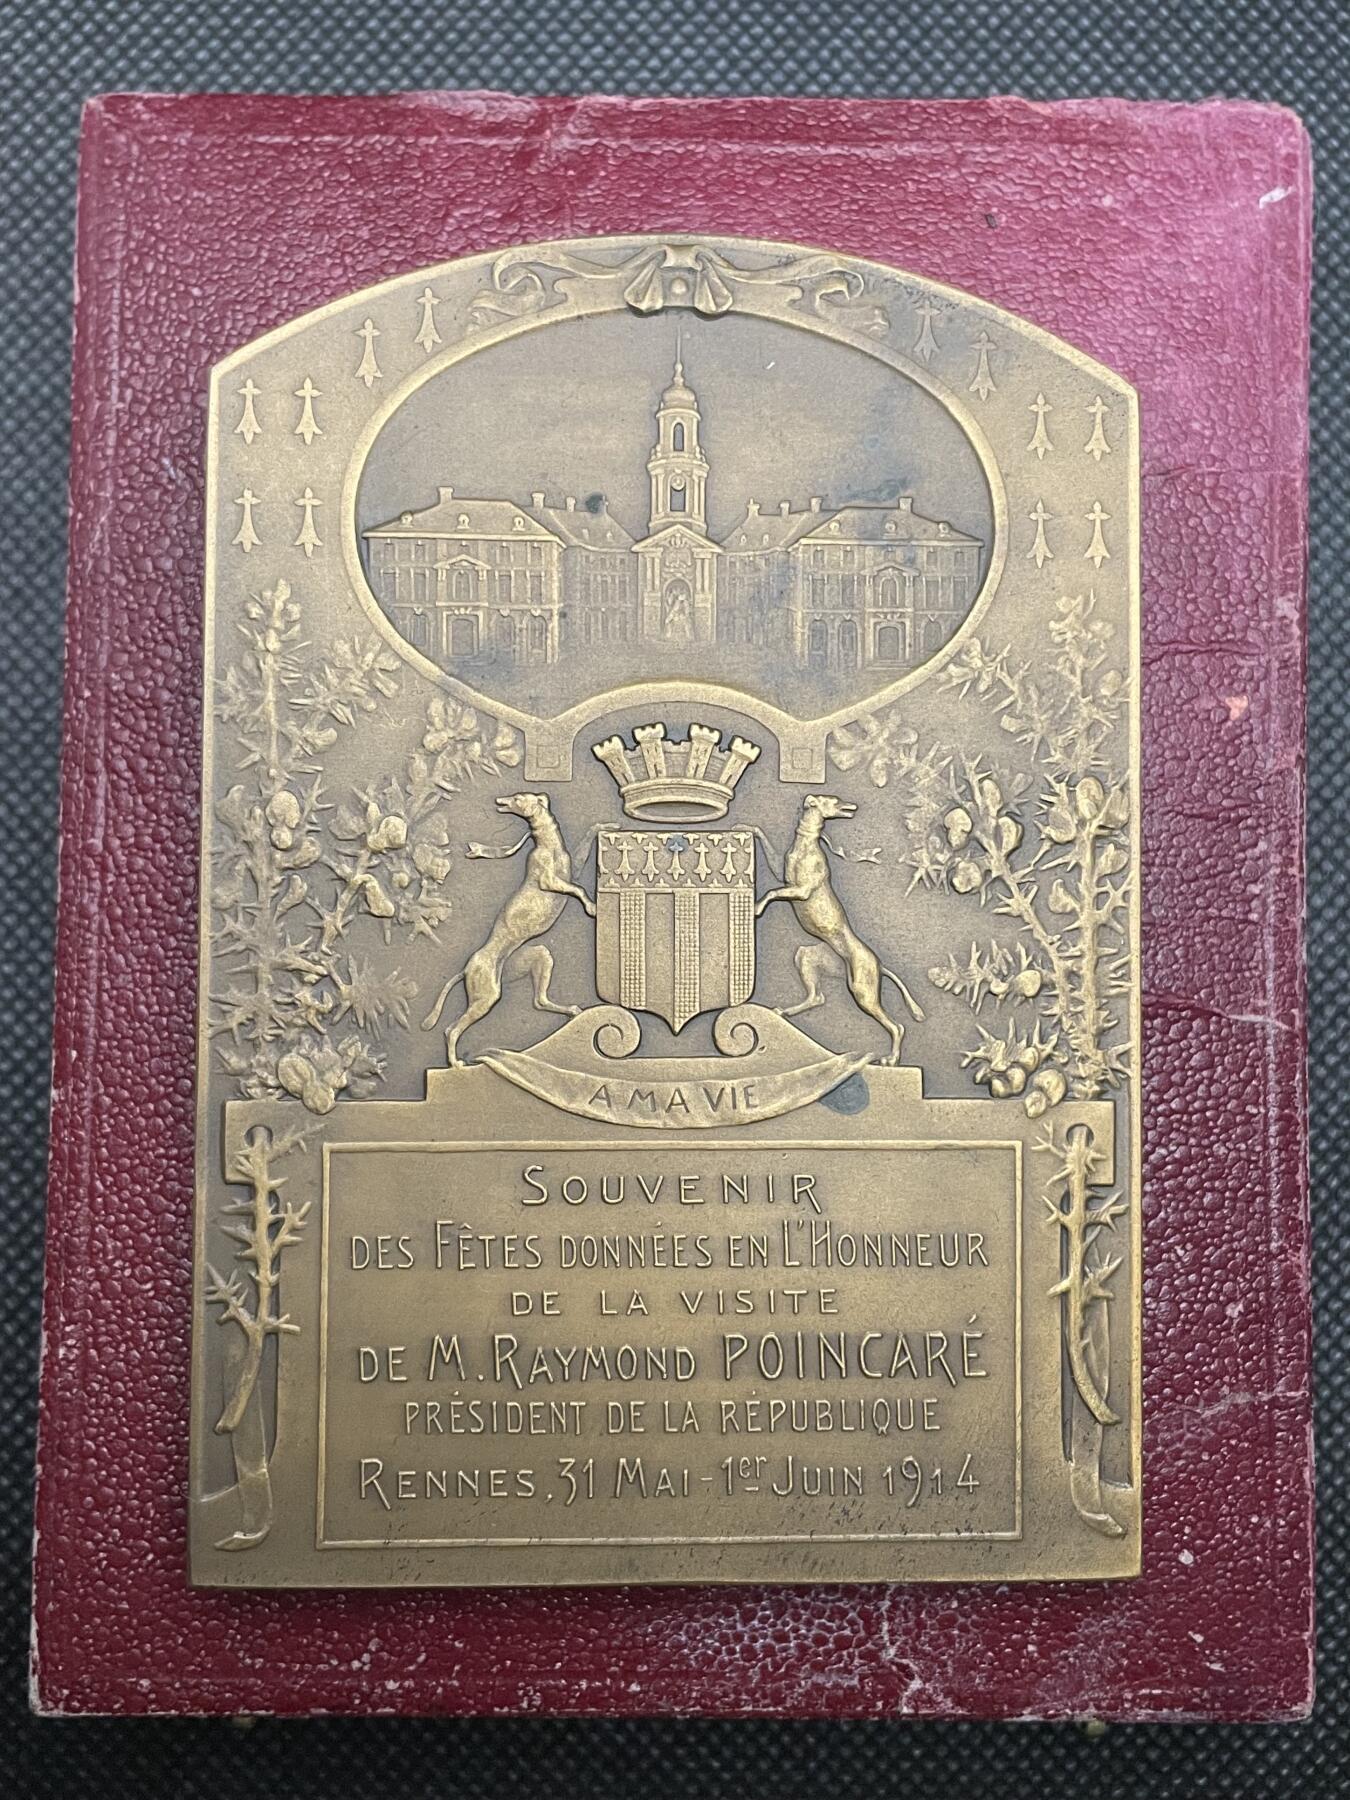 A MA VIE
SOUVENIR
DES FÊTES DONNÉES EN L'HONNEUR
DE LA VISITE
DE M. RAYMOND POINCARÉ
PRÉSIDENT DE LA RÉPUBLIQUE
RENNES, 31 MAI - 1er JUIN 1914